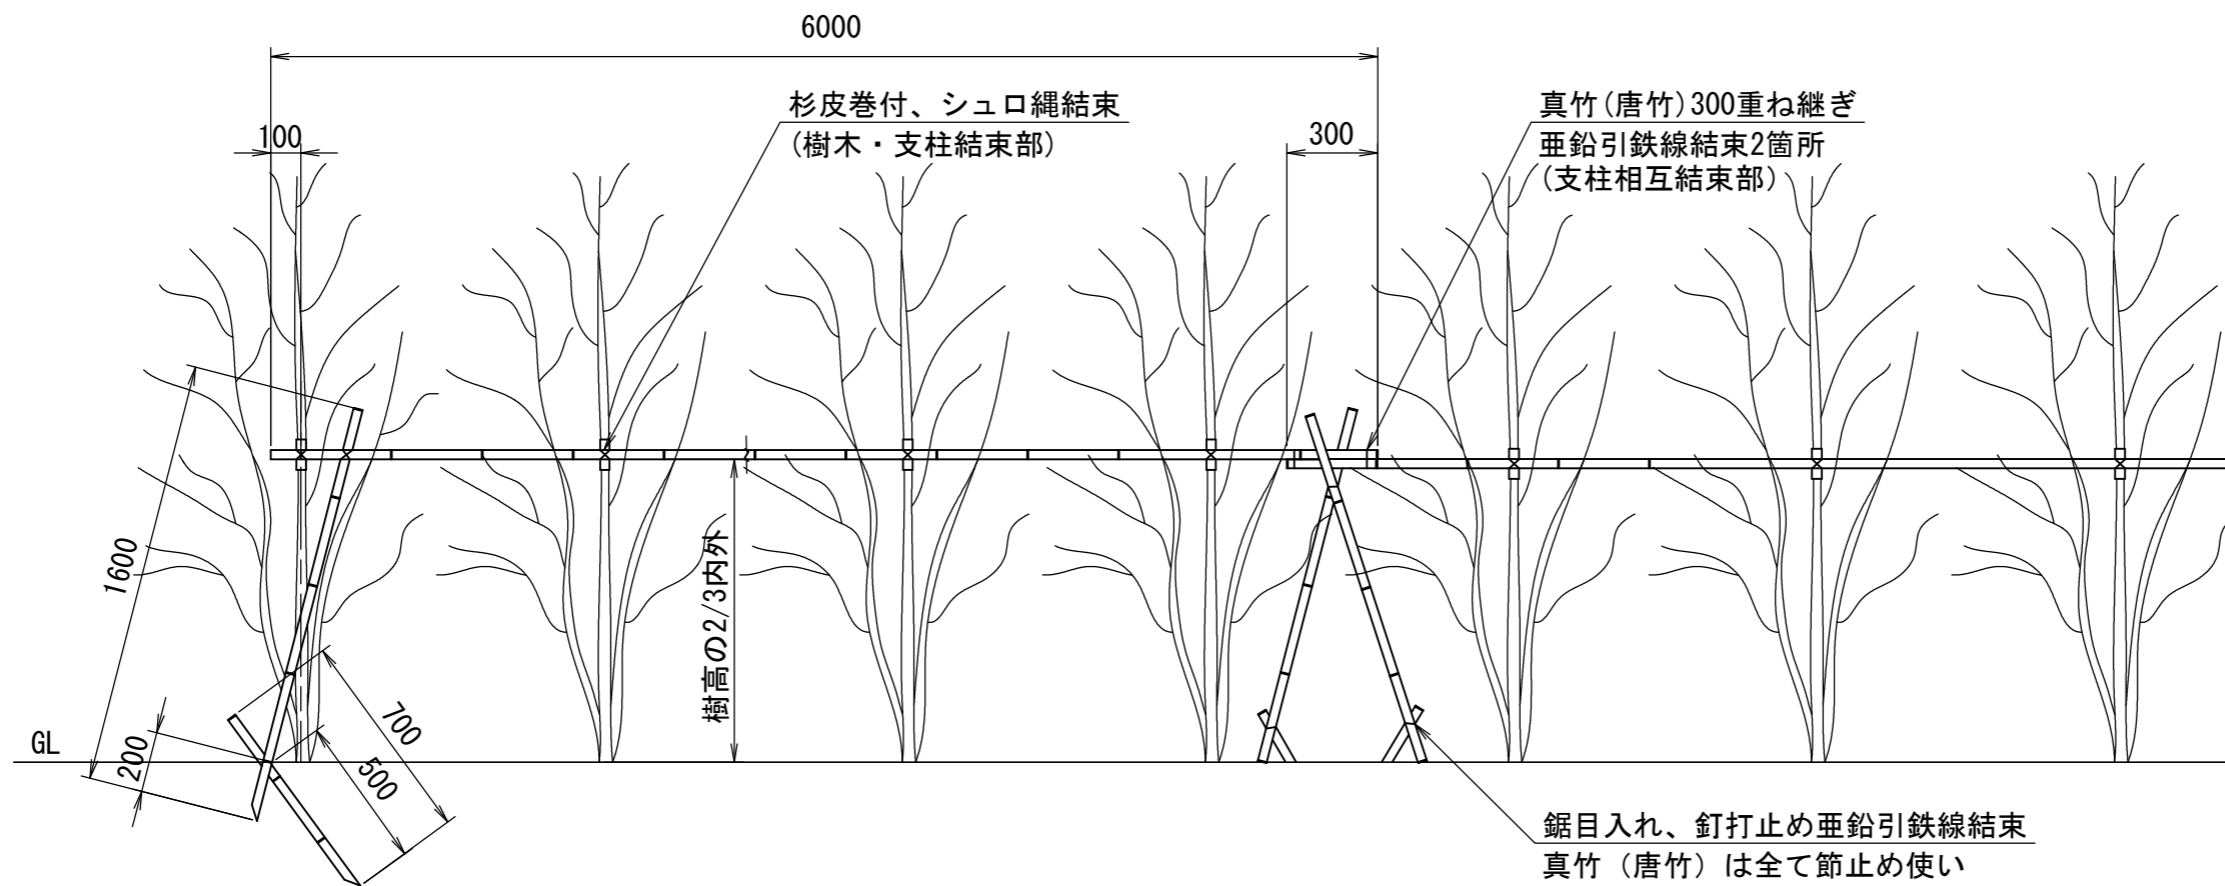 6000
杉皮巻付、シュロ縄結束
(樹木・支柱結束部)
真竹(唐竹)300重ね継ぎ
亜鉛引鉄線結束2箇所
(支柱相互結束部)
100
300
1600
樹高の2/3内外
700
500
200
GL
鋸目入れ、釘打止め亜鉛引鉄線結束
真竹（唐竹）は全て節止め使い